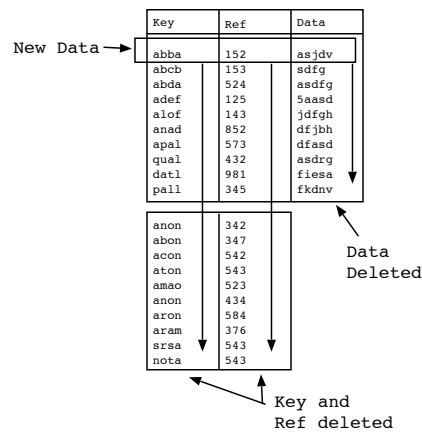 Key Ref Data
New Data
abba 152 asjdv
abcb 153 sdfg
abda 524 asdfg
adef 125 5aasd
alof 143 jdfgh
anad 852 dfjbh
apal 573 dfasd
qual 432 asdrg
datl 981 fiesa
pall 345 fkdnv
anon 342
abon 347
acon 542
aton 543
amao 523
anon 434
aron 584
aram 376
srsa 543
nota 543
Data
Deleted
Key and
Ref deleted